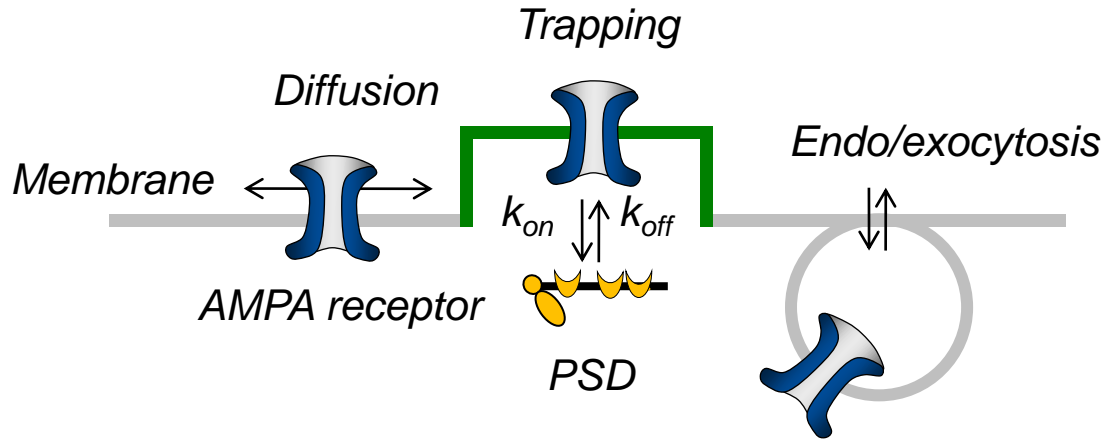 Trapping
Diffusion
Endo/exocytosis
Membrane
kon
koff
AMPA receptor
PSD